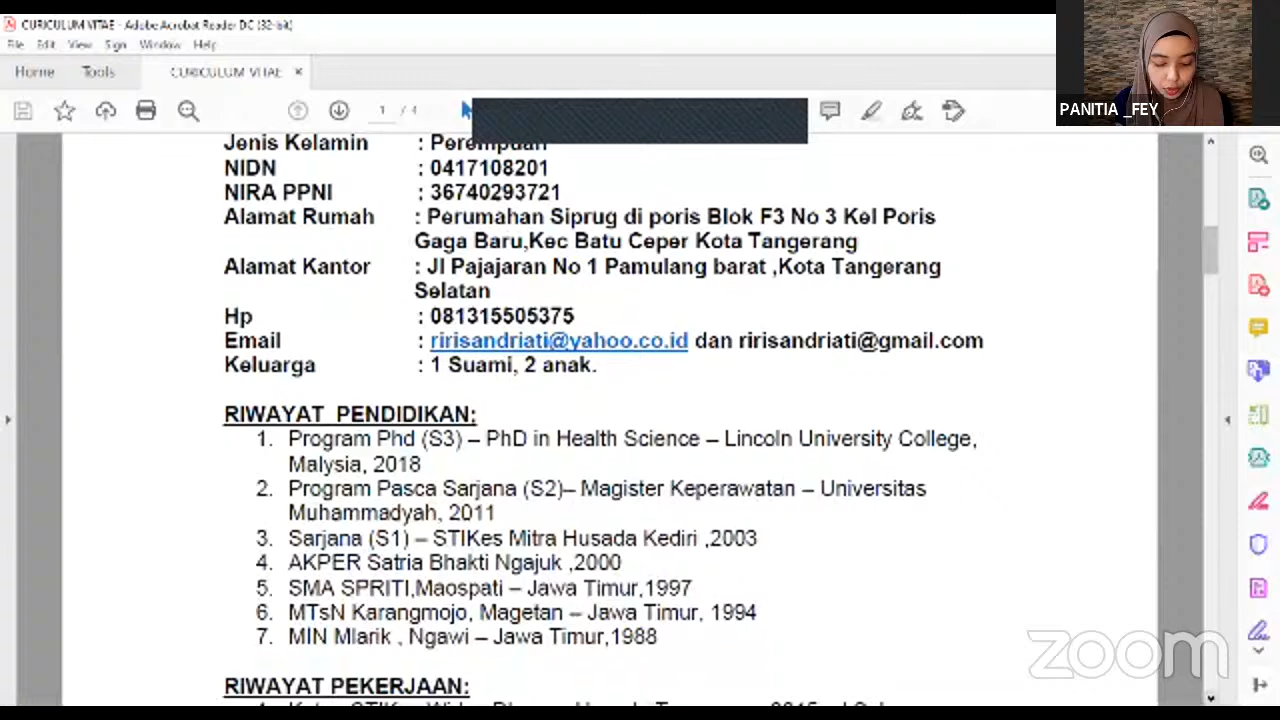 CURICULUM VITAE - Adobe Acrobat Reader DC (32-bit)
File Edit View Sign Window Help
Home Tools CURICULUM VITAE ×
1 / 4
PANITIA _FEY
Jenis Kelamin : Perempuan
NIDN : 0417108201
NIRA PPNI : 36740293721
Alamat Rumah : Perumahan Siprug di poris Blok F3 No 3 Kel Poris
Gaga Baru,Kec Batu Ceper Kota Tangerang
Alamat Kantor : Jl Pajajaran No 1 Pamulang barat ,Kota Tangerang
Selatan
Hp : 081315505375
Email : ririsandriati@yahoo.co.id dan ririsandriati@gmail.com
Keluarga : 1 Suami, 2 anak.
RIWAYAT PENDIDIKAN:
1. Program Phd (S3) – PhD in Health Science – Lincoln University College,
Malysia, 2018
2. Program Pasca Sarjana (S2)– Magister Keperawatan – Universitas
Muhammadyah, 2011
3. Sarjana (S1) – STIKes Mitra Husada Kediri ,2003
4. AKPER Satria Bhakti Ngajuk ,2000
5. SMA SPRITI,Maospati – Jawa Timur,1997
6. MTsN Karangmojo, Magetan – Jawa Timur, 1994
7. MIN Mlarik , Ngawi – Jawa Timur,1988
RIWAYAT PEKERJAAN:
zoom